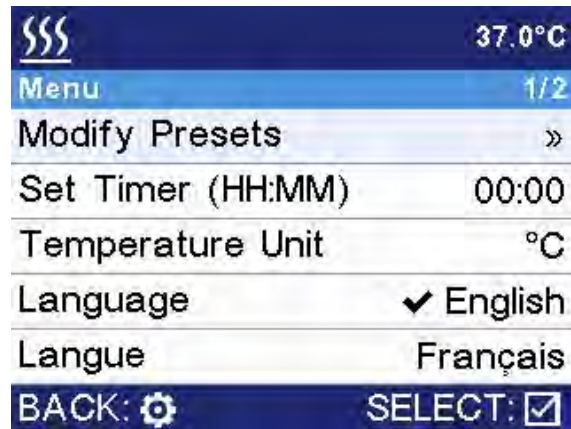 37.0°C
Menu 1/2
Modify Presets »
Set Timer (HH:MM) 00:00
Temperature Unit °C
Language ✔ English
Langue Français
BACK: ⚙ SELECT: ☑